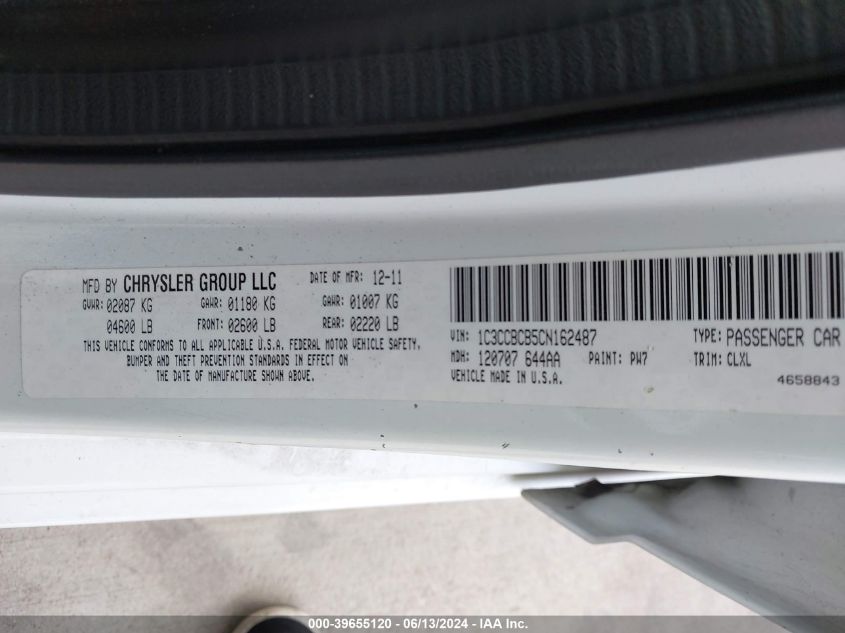 MFD BY CHRYSLER GROUP LLC DATE OF MFR: 12-11
GVWR: 02087 KG GAWR: 01180 KG GAWR: 01007 KG
04600 LB FRONT: 02600 LB REAR: 02220 LB
THIS VEHICLE CONFORMS TO ALL APPLICABLE U.S.A. FEDERAL MOTOR VEHICLE SAFETY,
BUMPER AND THEFT PREVENTION STANDARDS IN EFFECT ON
THE DATE OF MANUFACTURE SHOWN ABOVE.
VIN: 1C3CCBCB5CN162487 TYPE: PASSENGER CAR
MDH: 120707 644AA PAINT: PW7 TRIM: CLXL
VEHICLE MADE IN U.S.A. 4658843
000-39655120 - 06/13/2024 - IAA Inc.